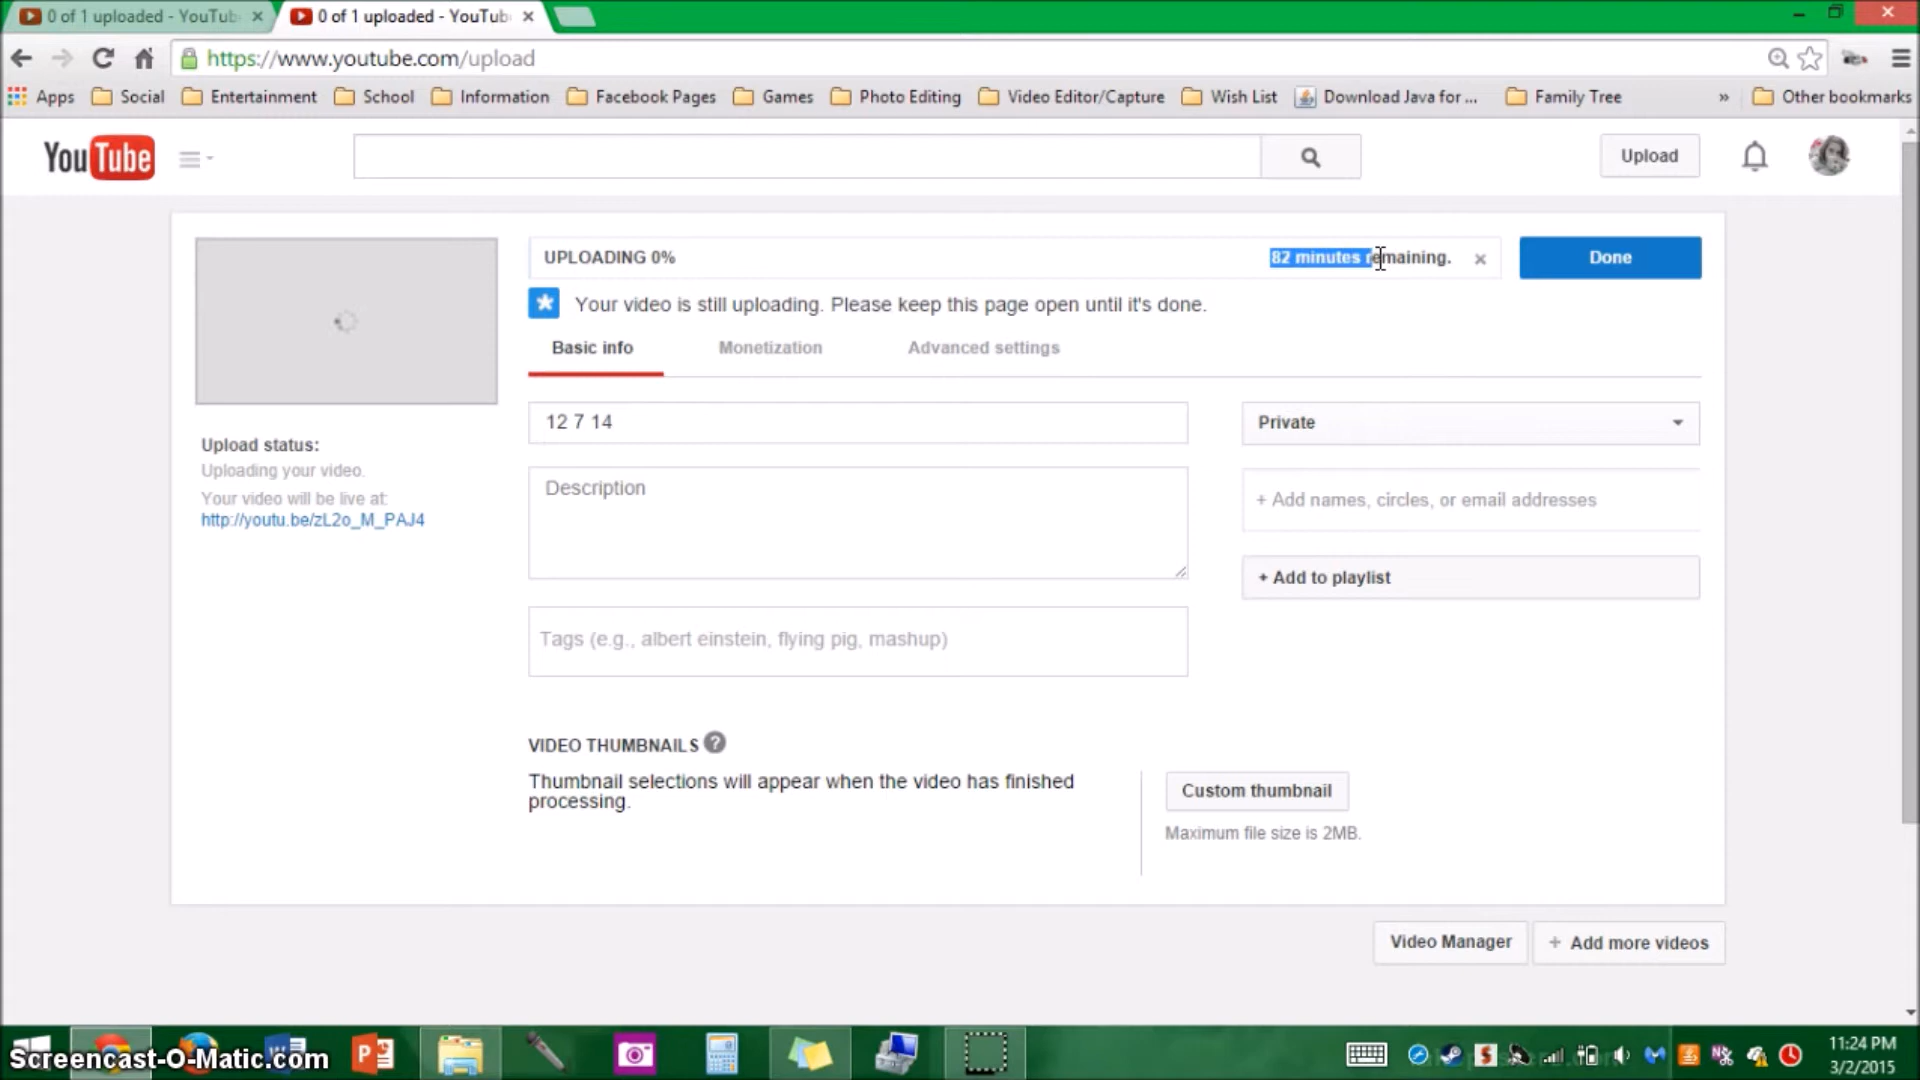 0 of 1 uploaded - YouTub
0 of 1 uploaded - YouTub
https://www.youtube.com/upload
Apps Social Entertainment School Information Facebook Pages Games Photo Editing Video Editor/Capture Wish List Download Java for ... Family Tree » Other bookmarks
YouTube
Upload
UPLOADING 0% 82 minutes remaining.
Done
Your video is still uploading. Please keep this page open until it's done.
Basic info Monetization Advanced settings
12 7 14
Private
Upload status:
Uploading your video.
Your video will be live at:
http://youtu.be/zL2o_M_PAJ4
Description
+ Add names, circles, or email addresses
+ Add to playlist
Tags (e.g., albert einstein, flying pig, mashup)
VIDEO THUMBNAILS ?
Thumbnail selections will appear when the video has finished
processing.
Custom thumbnail
Maximum file size is 2MB.
Video Manager
+ Add more videos
Screencast-O-Matic.com
11:24 PM
3/2/2015